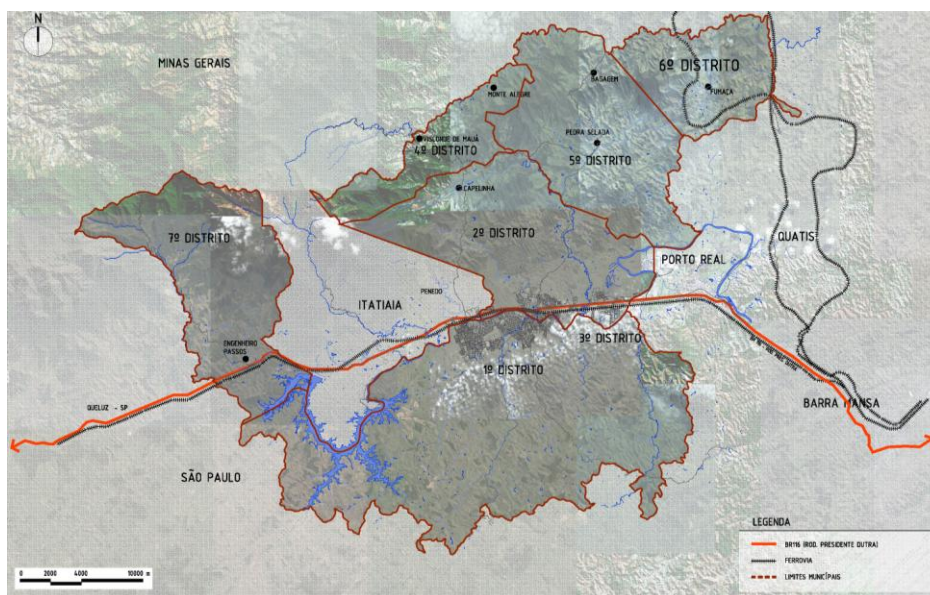 N
MINAS GERAIS
6º DISTRITO
BAGAGEM
FUMAÇA
MONTE ALEGRE
VISCONDE DE MAUÁ
4º DISTRITO
PEDRA SELADA
5º DISTRITO
CAPELINHA
7º DISTRITO
2º DISTRITO
QUATIS
PORTO REAL
PENEDO
ITATIAIA
ENGENHEIRO
PASSOS
3º DISTRITO
1º DISTRITO
QUELUZ - SP
BARRA MANSA
SÃO PAULO
LEGENDA
BR116 (ROD. PRESIDENTE DUTRA)
FERROVIA
LIMITES MUNICIPAIS
0 2000 4000 10000 m